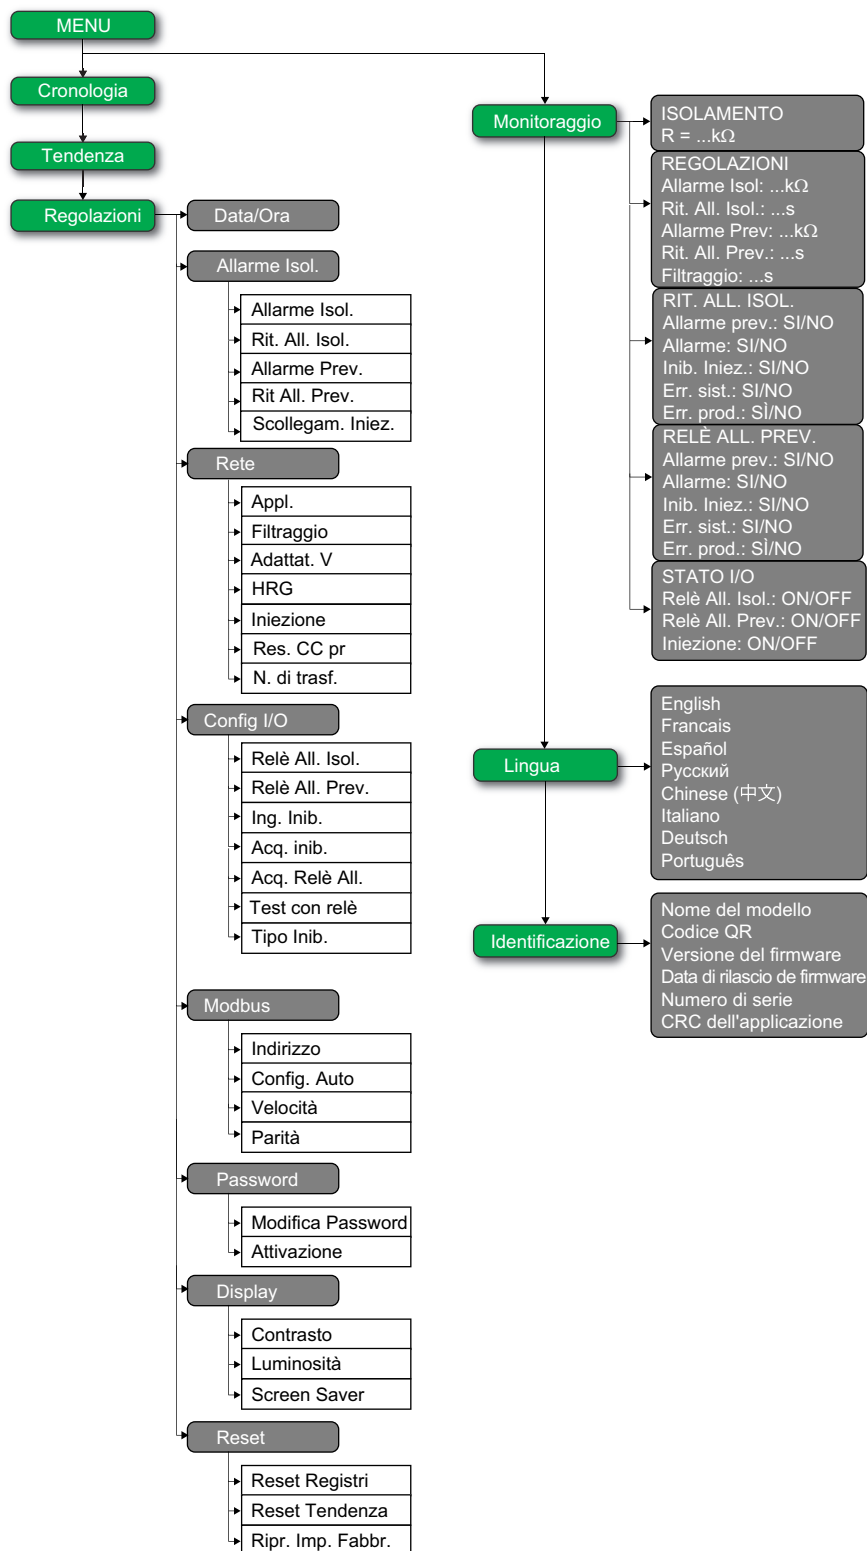 MENU
Cronologia
Tendenza
Regolazioni
Data/Ora
Allarme Isol.
Allarme Isol.
Rit. All. Isol.
Allarme Prev.
Rit All. Prev.
Scollegam. Iniez.
Rete
Appl.
Filtraggio
Adattat. V
HRG
Iniezione
Res. CC pr
N. di trasf.
Config I/O
Relè All. Isol.
Relè All. Prev.
Ing. Inib.
Acq. inib.
Acq. Relè All.
Test con relè
Tipo Inib.
Modbus
Indirizzo
Config. Auto
Velocità
Parità
Password
Modifica Password
Attivazione
Display
Contrasto
Luminosità
Screen Saver
Reset
Reset Registri
Reset Tendenza
Ripr. Imp. Fabbr.
Monitoraggio
ISOLAMENTO
R = ...kΩ
REGOLAZIONI
Allarme Isol: ...kΩ
Rit. All. Isol.: ...s
Allarme Prev: ...kΩ
Rit. All. Prev.: ...s
Filtraggio: ...s
RIT. ALL. ISOL.
Allarme prev.: SI/NO
Allarme: SI/NO
Inib. Iniez.: SI/NO
Err. sist.: SI/NO
Err. prod.: SÌ/NO
RELÈ ALL. PREV.
Allarme prev.: SI/NO
Allarme: SI/NO
Inib. Iniez.: SI/NO
Err. sist.: SI/NO
Err. prod.: SÌ/NO
STATO I/O
Relè All. Isol.: ON/OFF
Relè All. Prev.: ON/OFF
Iniezione: ON/OFF
Lingua
English
Francais
Español
Русский
Chinese (中文)
Italiano
Deutsch
Português
Identificazione
Nome del modello
Codice QR
Versione del firmware
Data di rilascio de firmware
Numero di serie
CRC dell'applicazione